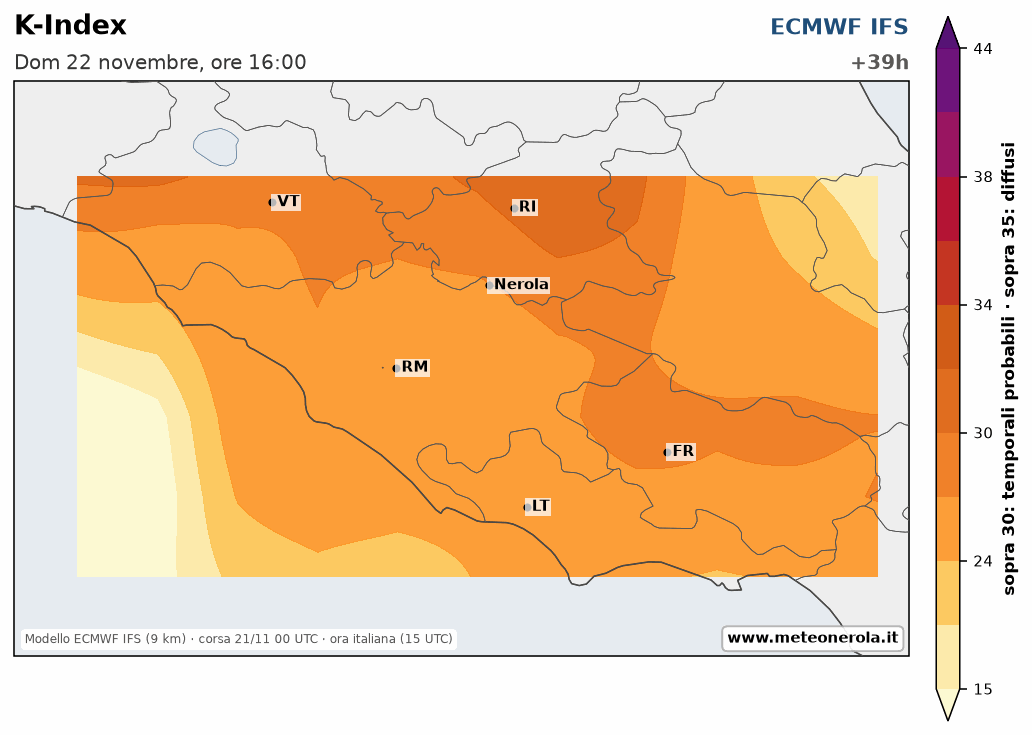 K-Index
ECMWF IFS
Dom 22 novembre, ore 16:00
+39h
VT
RI
Nerola
RM
FR
LT
Modello ECMWF IFS (9 km) · corsa 21/11 00 UTC · ora italiana (15 UTC)
www.meteonerola.it
44
38
34
30
24
15
sopra 30: temporali probabili · sopra 35: diffusi